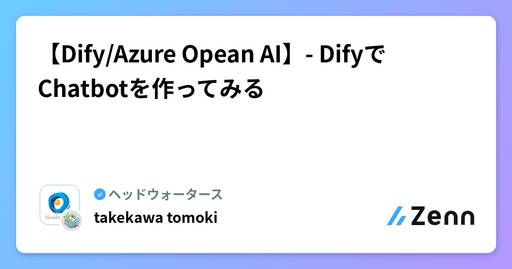 【Dify/Azure Opean AI】- Difyで
Chatbotを作ってみる
ヘッドウォータース
takekawa tomoki
Zenn